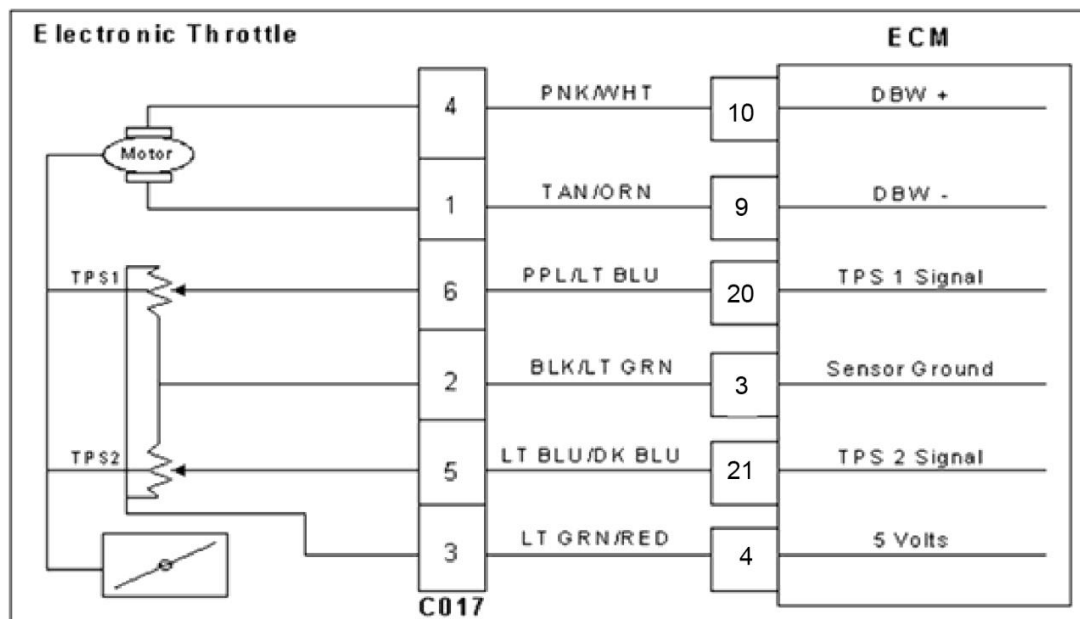 Electronic Throttle
ECM
4
PNK/WHT
10
DBW +
Motor
1
TAN/ORN
9
DBW -
TPS1
6
PPL/LT BLU
20
TPS 1 Signal
2
BLK/LT GRN
3
Sensor Ground
TPS2
5
LT BLU/DK BLU
21
TPS 2 Signal
3
LT GRN/RED
4
5 Volts
C017